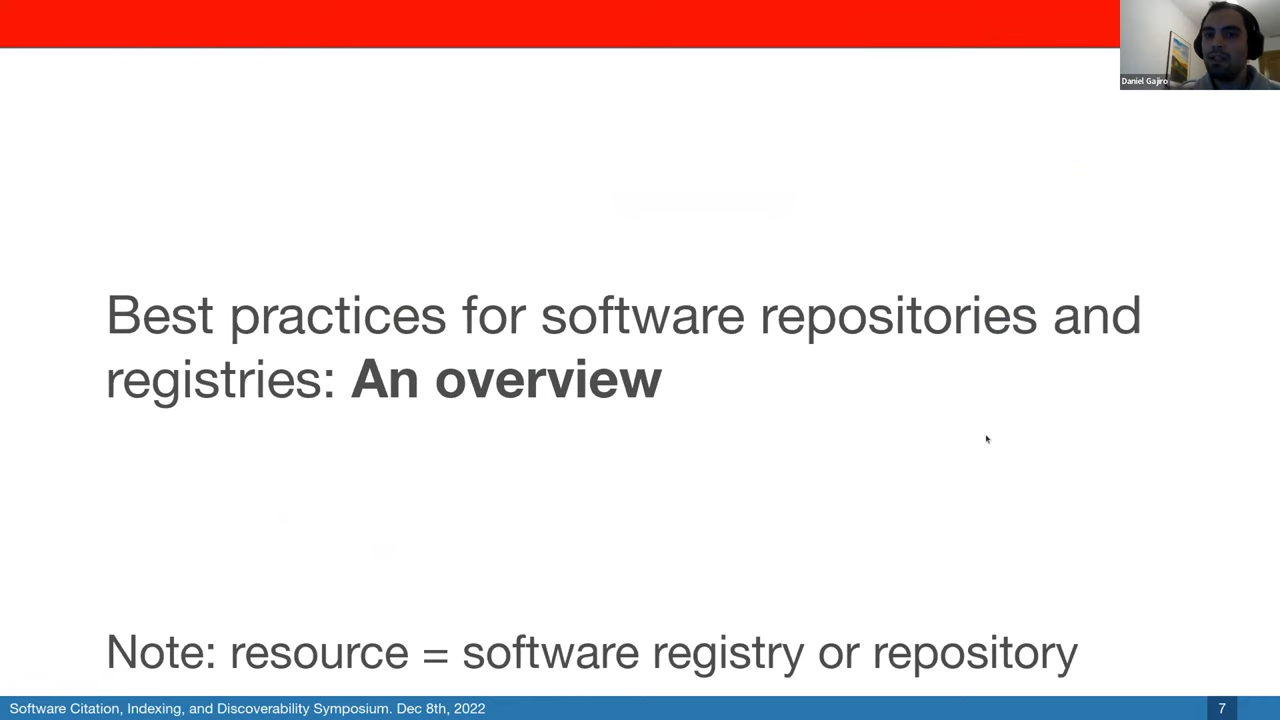 Daniel Gajiro
Best practices for software repositories and
registries: An overview
Note: resource = software registry or repository
Software Citation, Indexing, and Discoverability Symposium. Dec 8th, 2022
7